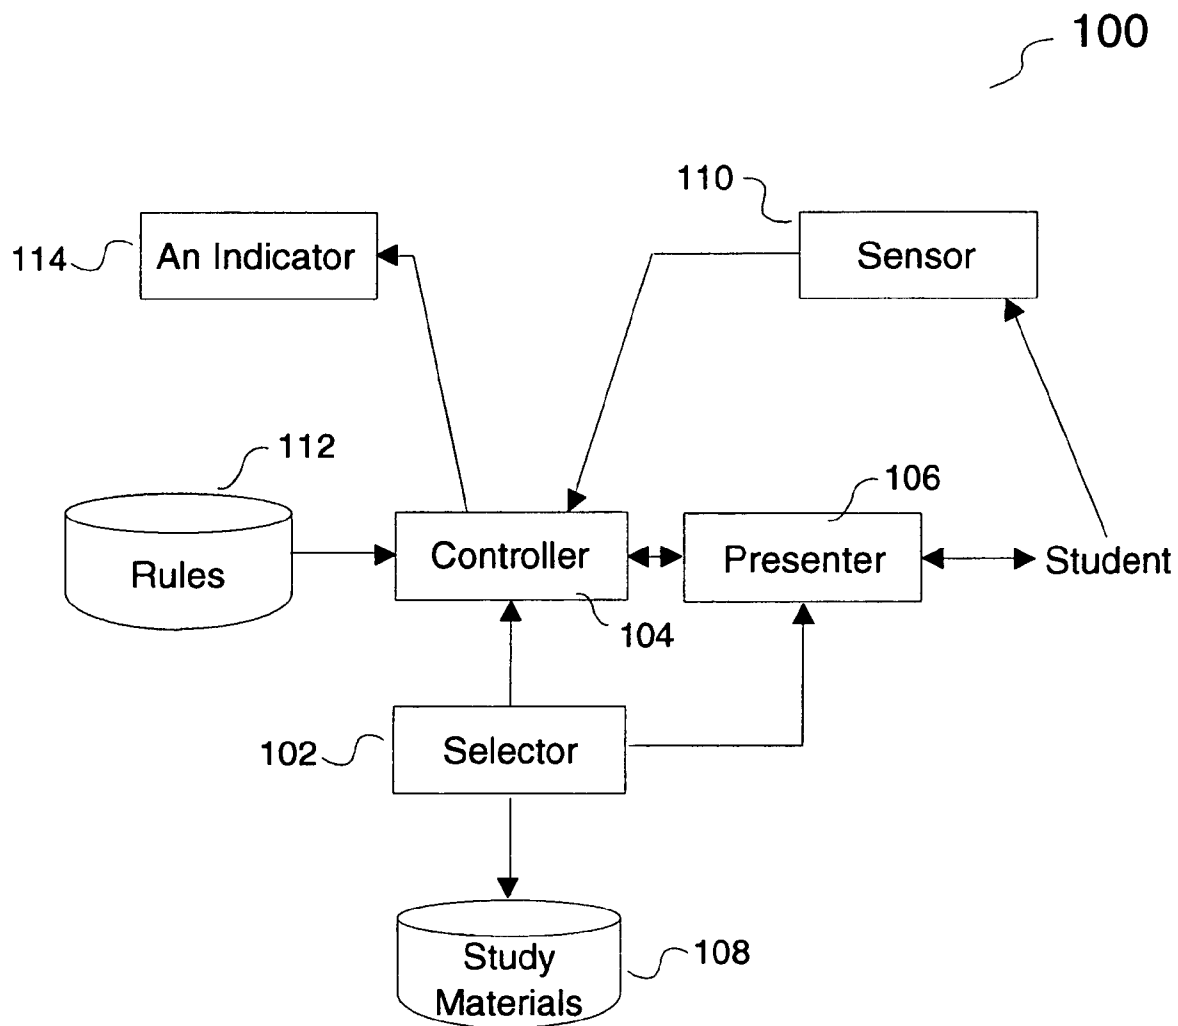 100
110
114
An Indicator
Sensor
112
106
Rules
Controller
Presenter
Student
104
102
Selector
Study
Materials
108